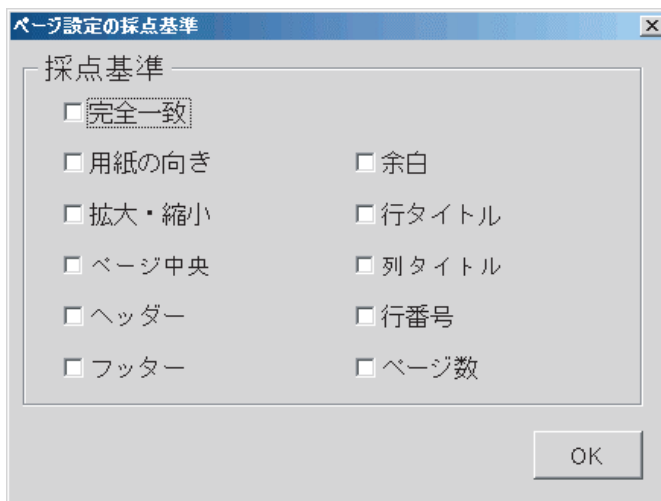 ページ設定の採点基準
採点基準
完全一致
用紙の向き
余白
拡大・縮小
行タイトル
ページ中央
列タイトル
ヘッダー
行番号
フッター
ページ数
OK